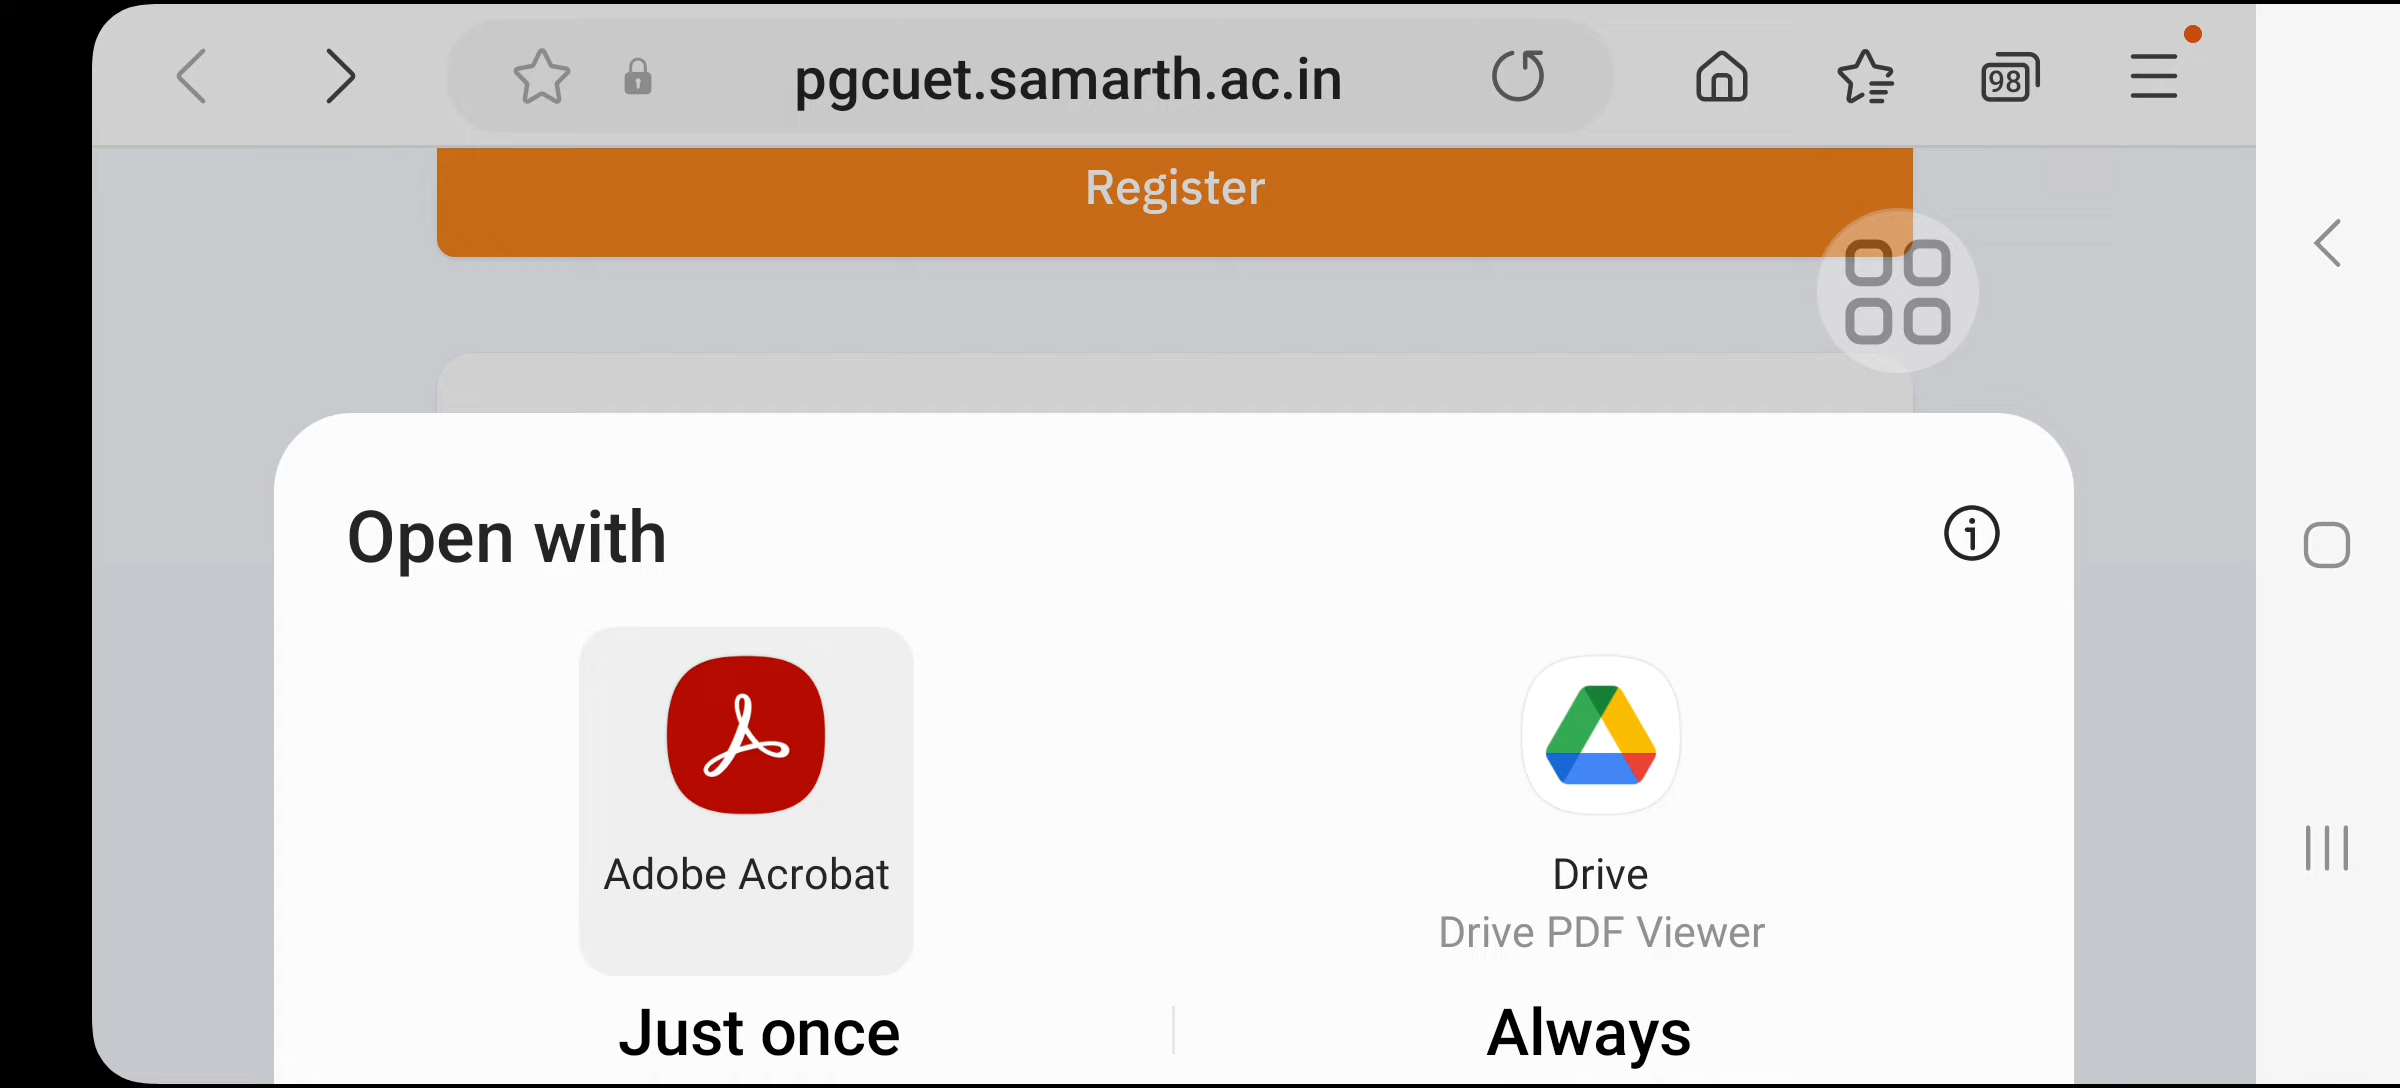 pgcuet.samarth.ac.in
98
Register
Open with
Adobe Acrobat
Drive
Drive PDF Viewer
Just once
Always